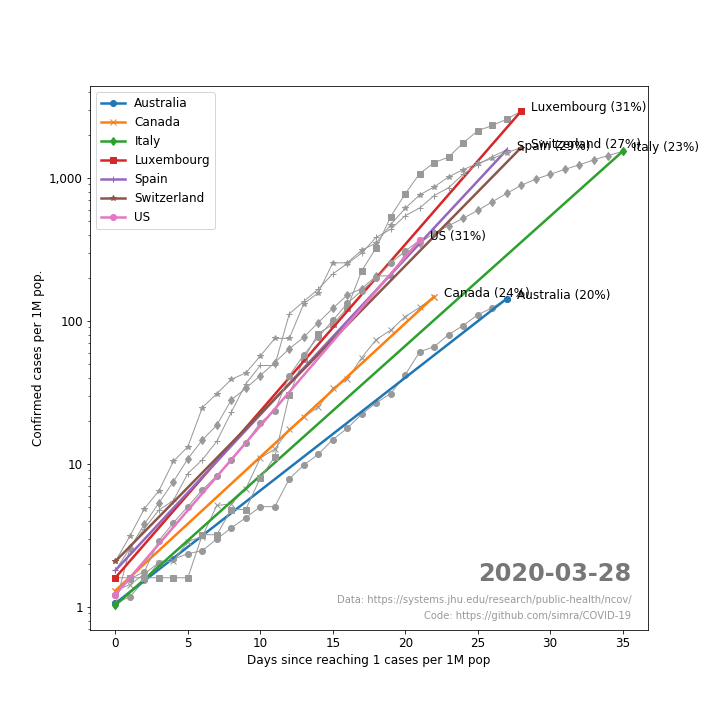 Australia
Canada
Italy
Luxembourg
Spain
Switzerland
US
Luxembourg (31%)
Spain (29%)
Switzerland (27%)
Italy (23%)
US (31%)
Canada (24%)
Australia (20%)
1,000
100
10
1
Confirmed cases per 1M pop.
2020-03-28
Data: https://systems.jhu.edu/research/public-health/ncov/
Code: https://github.com/simra/COVID-19
0 5 10 15 20 25 30 35
Days since reaching 1 cases per 1M pop